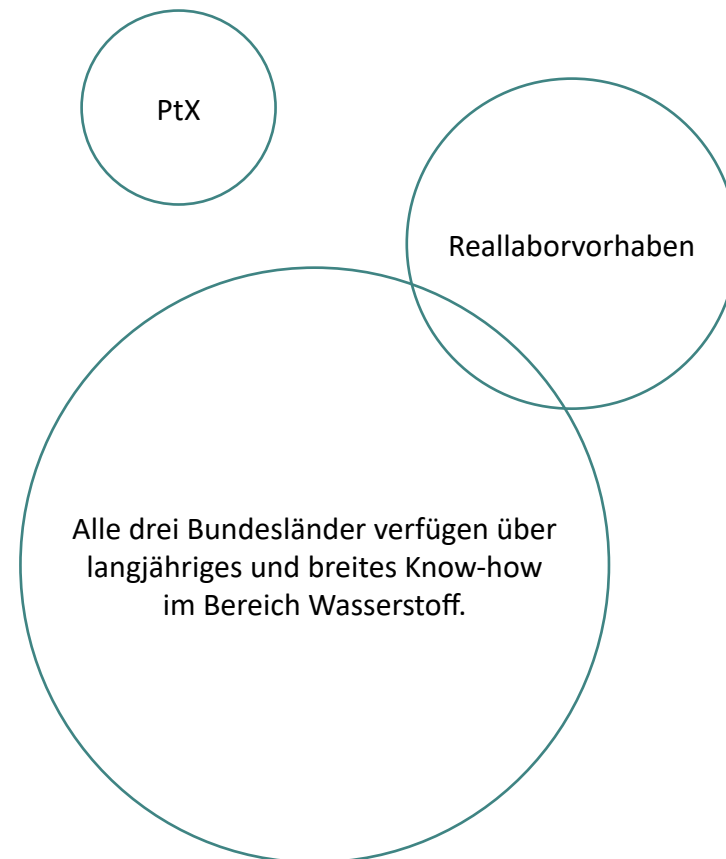 PtX
Reallaborvorhaben
Alle drei Bundesländer verfügen über
langjähriges und breites Know-how
im Bereich Wasserstoff.